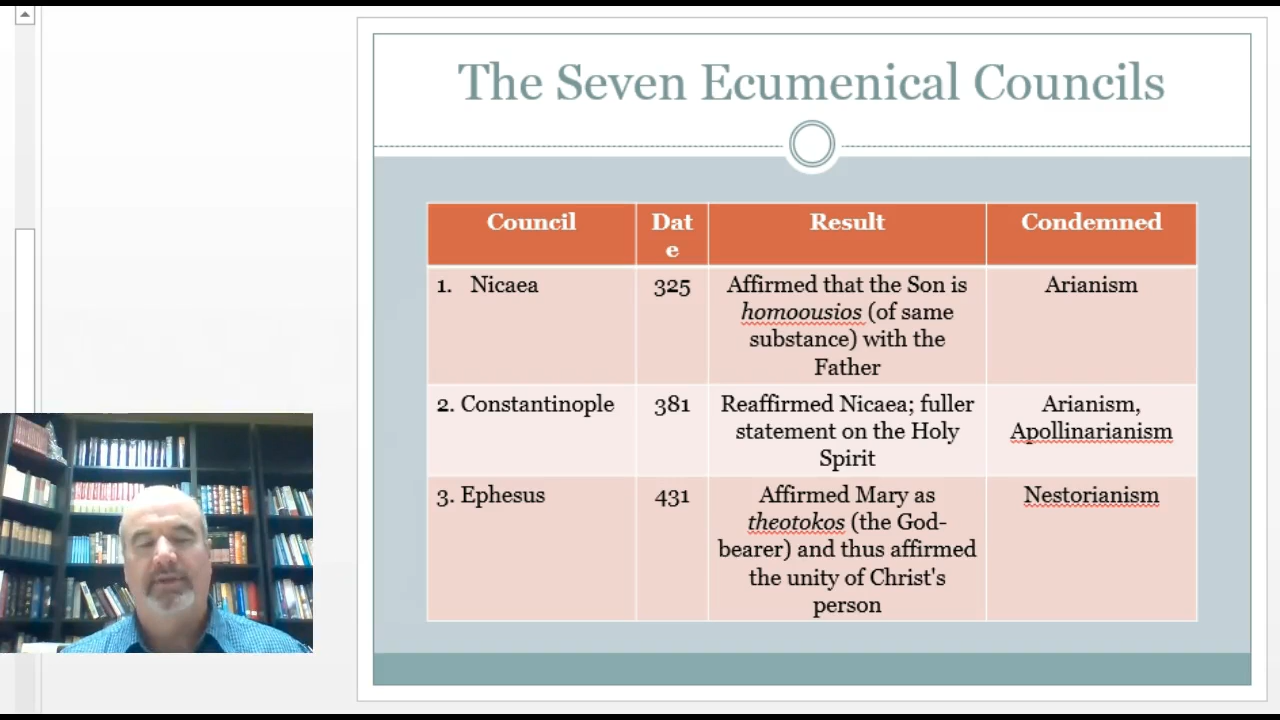 The Seven Ecumenical Councils
Council
Dat
e
Result
Condemned
1. Nicaea
325
Affirmed that the Son is
homoousios (of same
substance) with the
Father
Arianism
2. Constantinople
381
Reaffirmed Nicaea; fuller
statement on the Holy
Spirit
Arianism,
Apollinarianism
3. Ephesus
431
Affirmed Mary as
theotokos (the God-
bearer) and thus affirmed
the unity of Christ's
person
Nestorianism